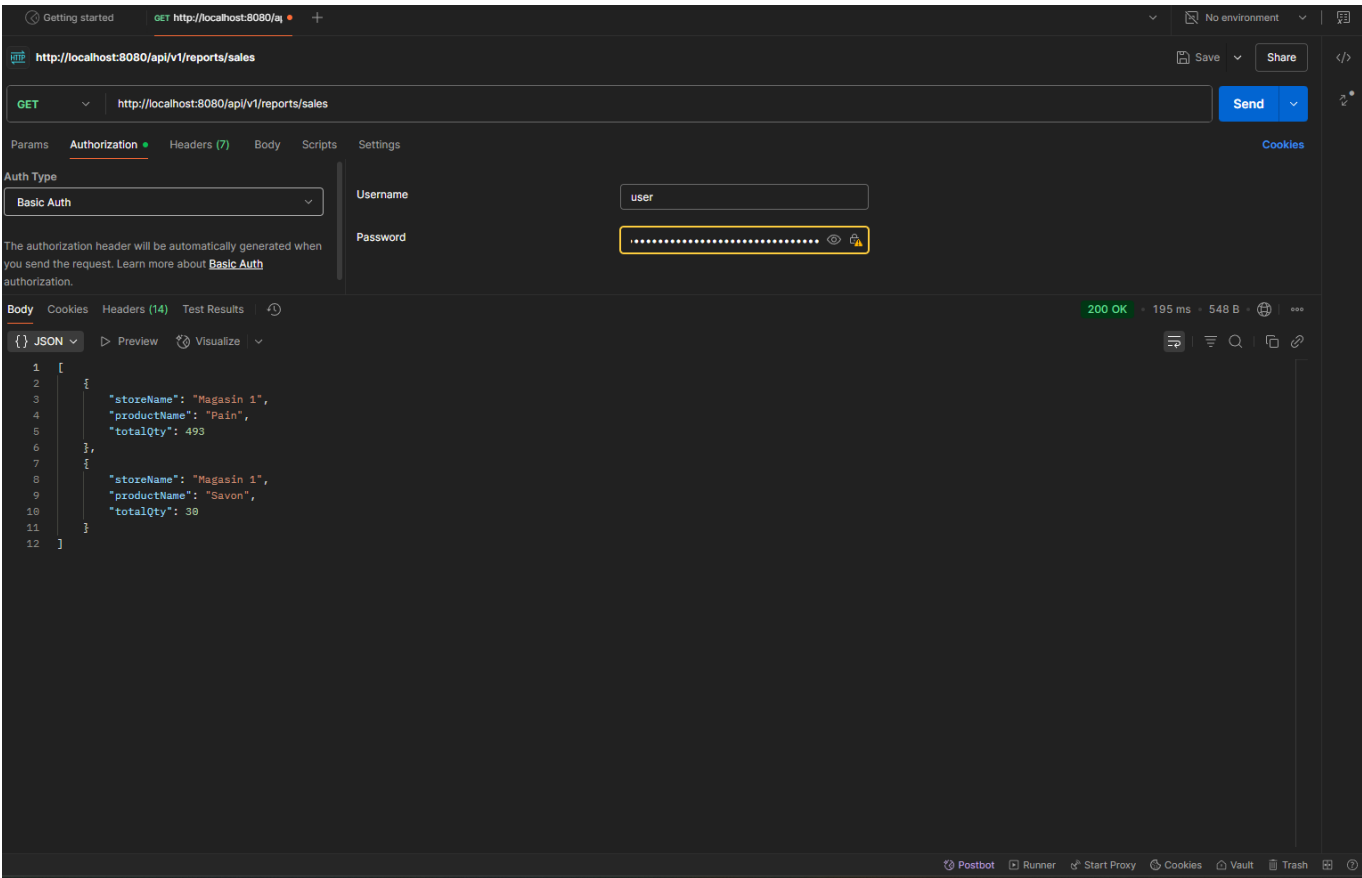 Getting started GET http://localhost:8080/ap No environment
HTTP http://localhost:8080/api/v1/reports/sales Save Share
GET http://localhost:8080/api/v1/reports/sales Send
Params Authorization Headers (7) Body Scripts Settings Cookies
Auth Type
Basic Auth
The authorization header will be automatically generated when
you send the request. Learn more about Basic Auth
authorization.
Username user
Password
Body Cookies Headers (14) Test Results 200 OK 195 ms 548 B
{} JSON Preview Visualize
1 [
2 {
3 "storeName": "Magasin 1",
4 "productName": "Pain",
5 "totalQty": 493
6 },
7 {
8 "storeName": "Magasin 1",
9 "productName": "Savon",
10 "totalQty": 30
11 }
12 ]
Postbot Runner Start Proxy Cookies Vault Trash